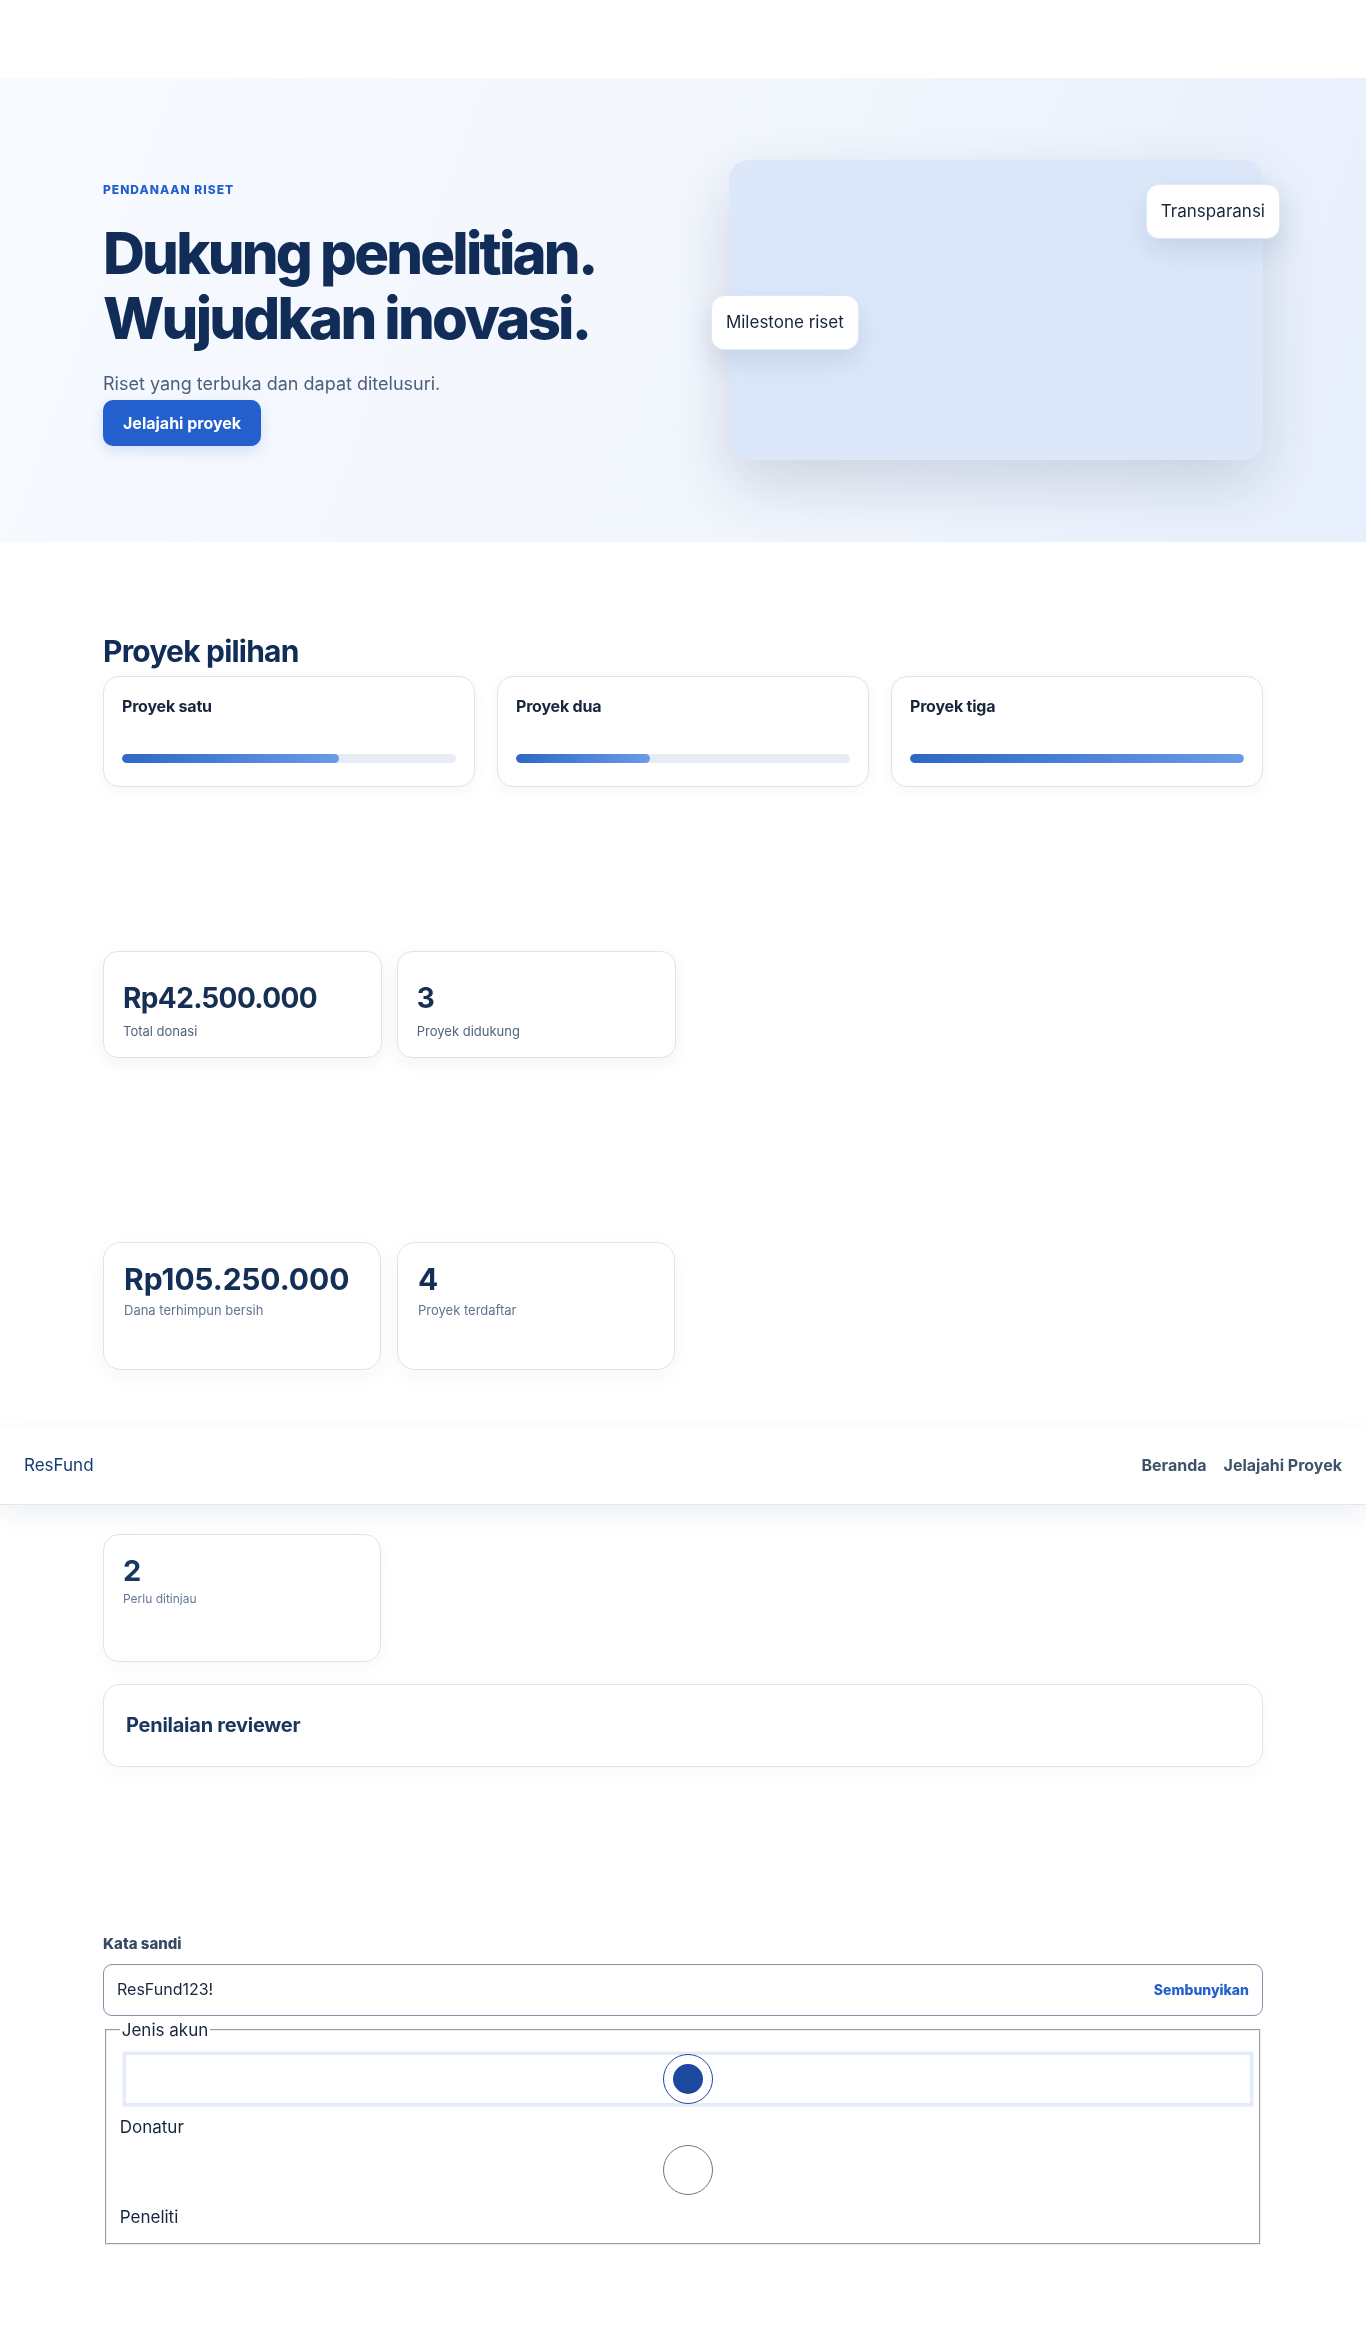 PENDANAAN RISET
Dukung penelitian.
Wujudkan inovasi.
Riset yang terbuka dan dapat ditelusuri.
Jelajahi proyek
Transparansi
Milestone riset
Proyek pilihan
Proyek satu
Proyek dua
Proyek tiga
Rp42.500.000
Total donasi
3
Proyek didukung
Rp105.250.000
Dana terhimpun bersih
4
Proyek terdaftar
ResFund
Beranda
Jelajahi Proyek
2
Perlu ditinjau
Penilaian reviewer
Kata sandi
ResFund123!
Sembunyikan
Jenis akun
Donatur
Peneliti